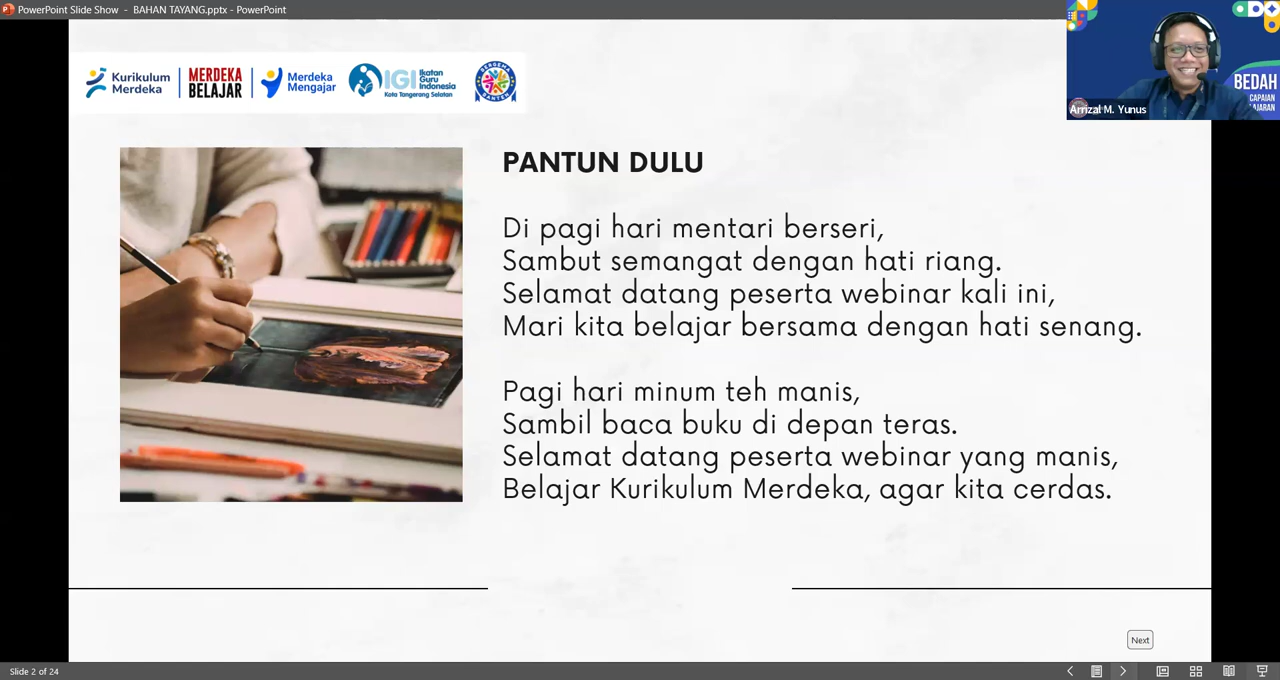 PowerPoint Slide Show - BAHAN TAYANG.pptx - PowerPoint
Kurikulum Merdeka
MERDEKA BELAJAR
Merdeka Mengajar
IGI Ikatan Guru Indonesia
Kota Tangerang Selatan
BERGEMA BANTEN
BEDAH
CAPAIAN
AJARAN
Arrizal M. Yunus
PANTUN DULU
Di pagi hari mentari berseri,
Sambut semangat dengan hati riang.
Selamat datang peserta webinar kali ini,
Mari kita belajar bersama dengan hati senang.
Pagi hari minum teh manis,
Sambil baca buku di depan teras.
Selamat datang peserta webinar yang manis,
Belajar Kurikulum Merdeka, agar kita cerdas.
Next
Slide 2 of 24